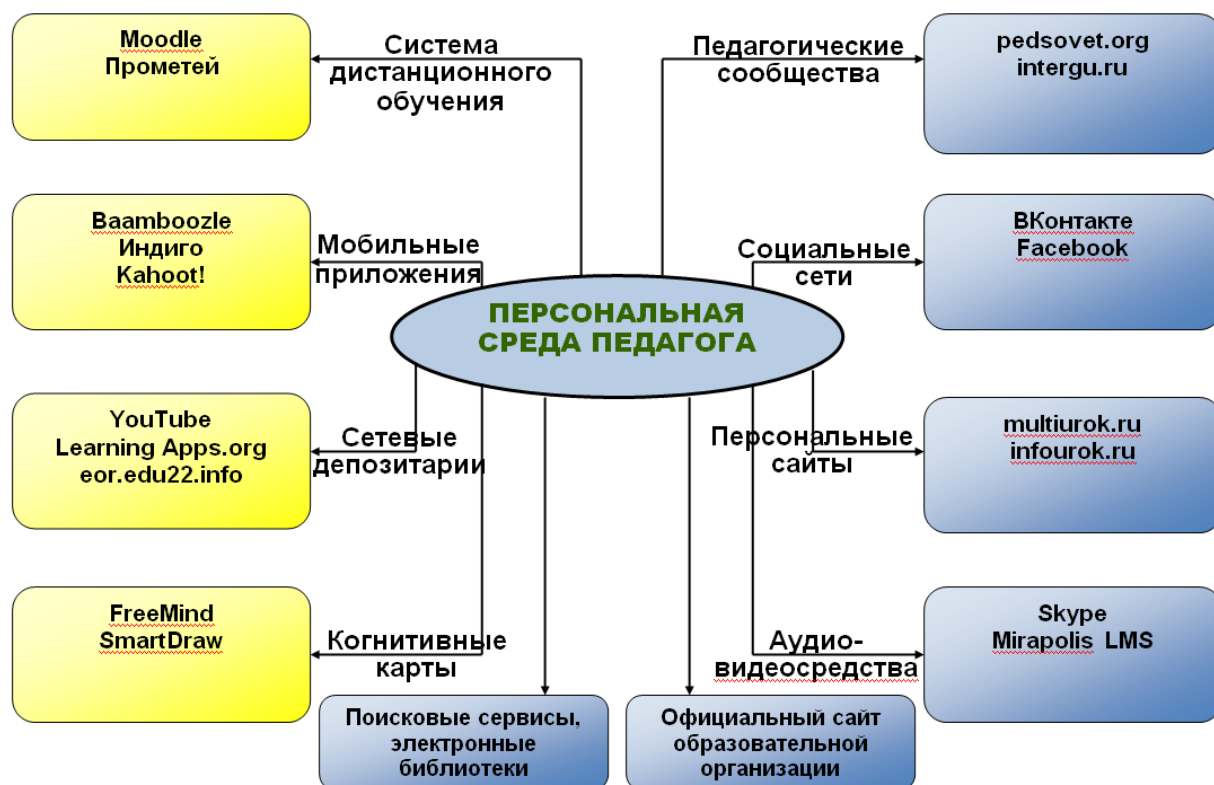 Moodle
Прометей
Система
дистанционного
обучения
Педагогические
сообщества
pedsovet.org
intergu.ru
Baamboozle
Индиго
Kahoot!
Мобильные
приложения
Социальные
сети
ВКонтакте
Facebook
ПЕРСОНАЛЬНАЯ
СРЕДА ПЕДАГОГА
YouTube
Learning Apps.org
eor.edu22.info
Сетевые
депозитарии
Персональные
сайты
multiurok.ru
infourok.ru
FreeMind
SmartDraw
Когнитивные
карты
Аудио-
видеосредства
Skype
Mirapolis LMS
Поисковые сервисы,
электронные
библиотеки
Официальный сайт
образовательной
организации